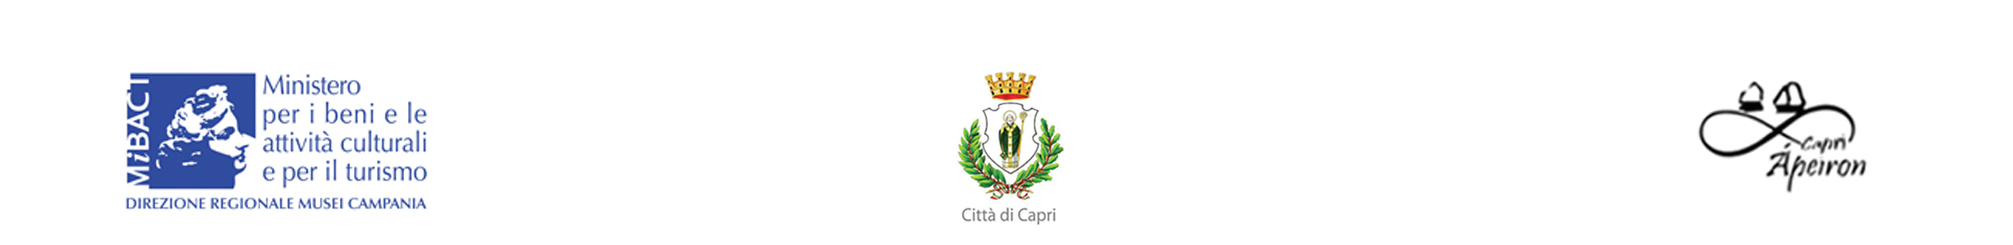 MiBACT
Ministero
per i beni e le
attività culturali
e per il turismo
DIREZIONE REGIONALE MUSEI CAMPANIA
Città di Capri
Capri
Ápeiron